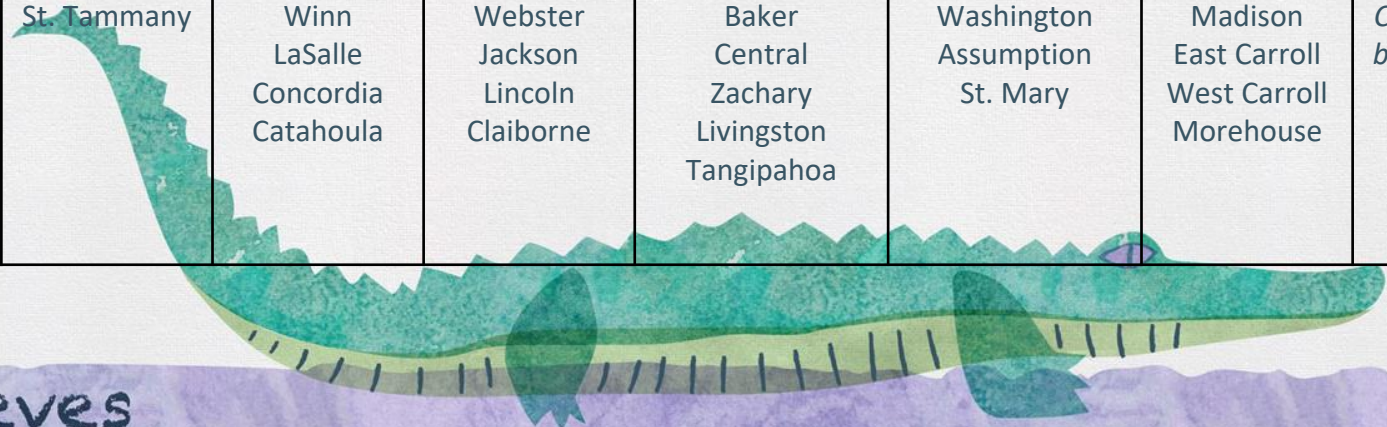 St. Tammany
Winn
LaSalle
Concordia
Catahoula
Webster
Jackson
Lincoln
Claiborne
Baker
Central
Zachary
Livingston
Tangipahoa
Washington
Assumption
St. Mary
Madison
East Carroll
West Carroll
Morehouse
eves